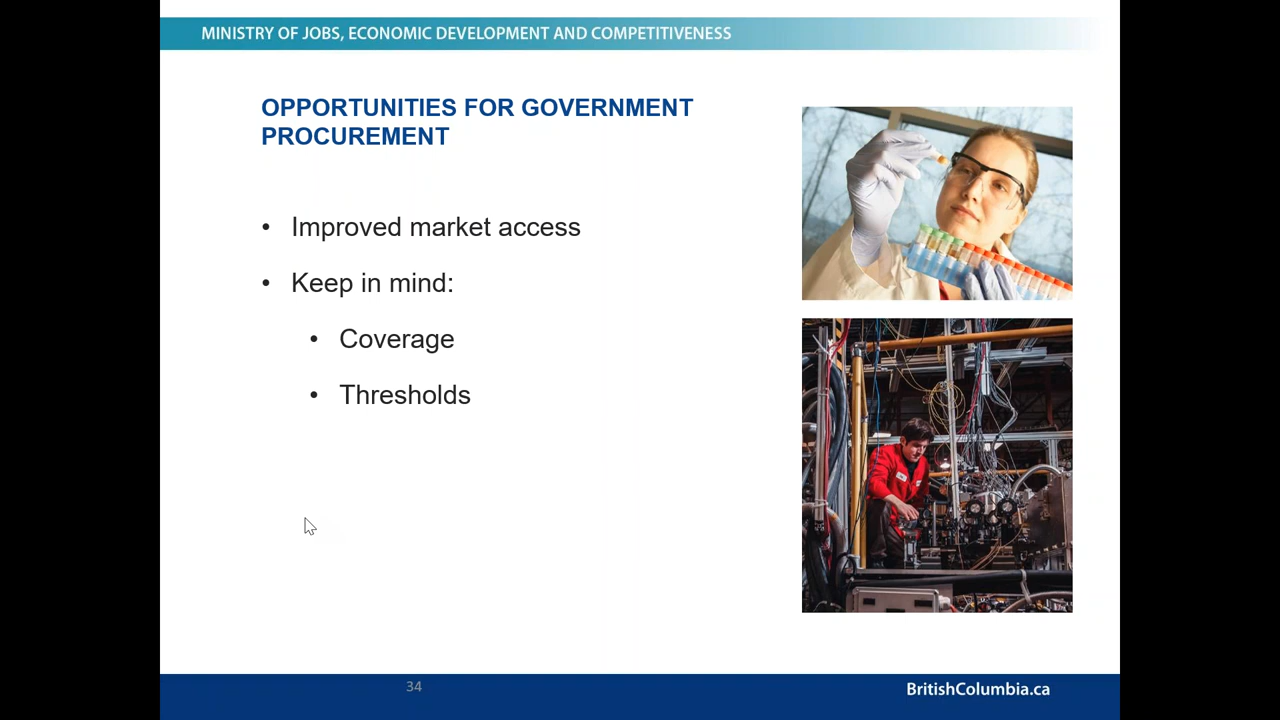 MINISTRY OF JOBS, ECONOMIC DEVELOPMENT AND COMPETITIVENESS
OPPORTUNITIES FOR GOVERNMENT
PROCUREMENT
• Improved market access
• Keep in mind:
• Coverage
• Thresholds
34
BritishColumbia.ca